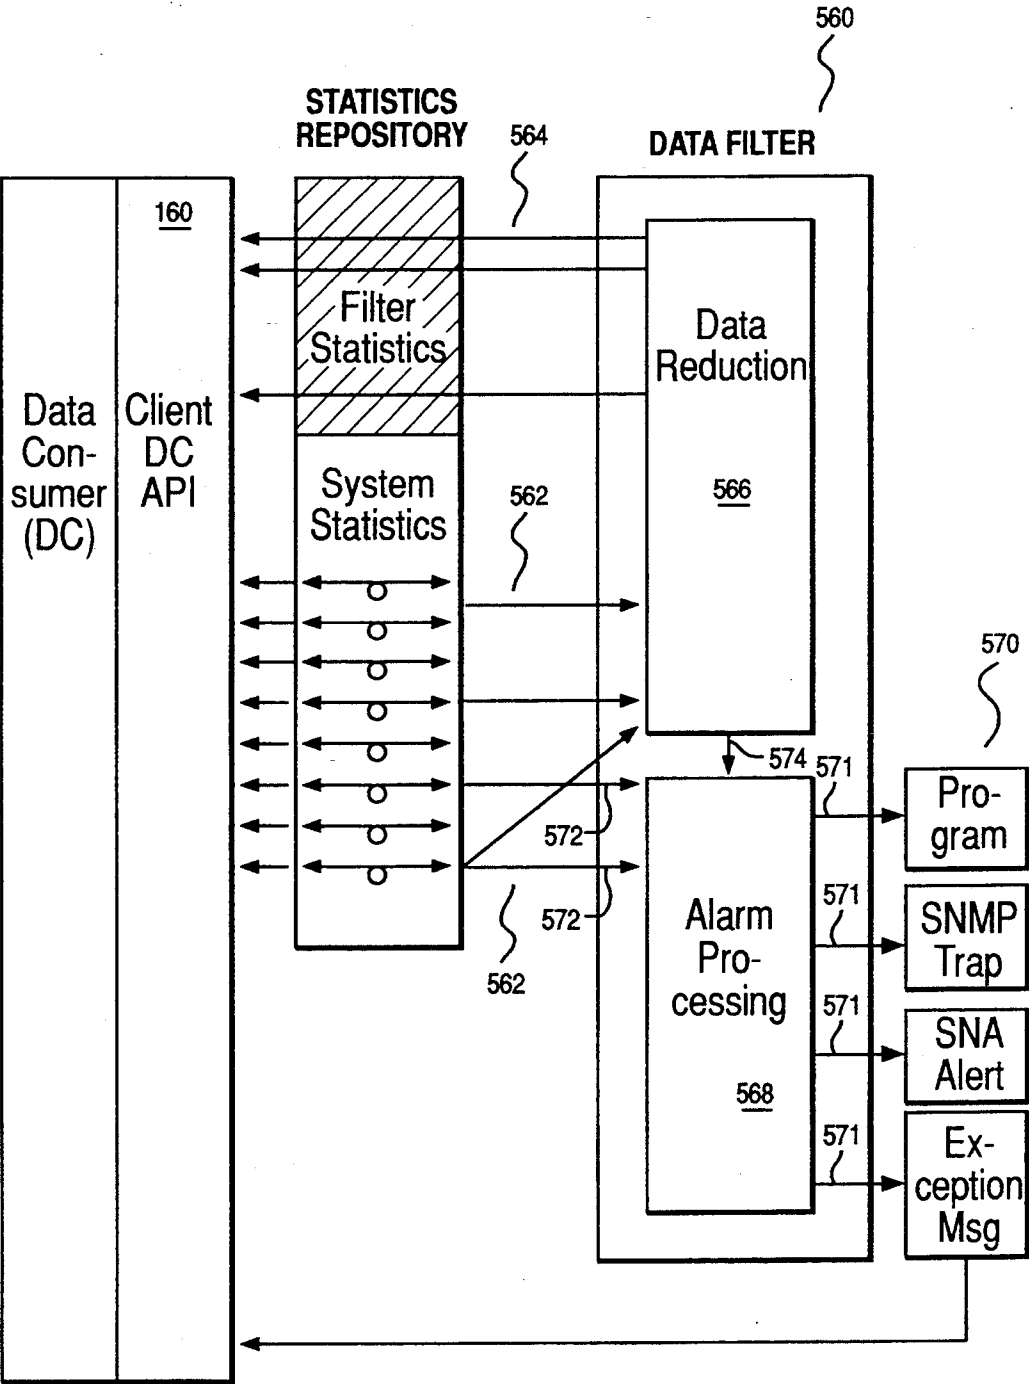 560
STATISTICS
REPOSITORY
564
DATA FILTER
160
Filter
Statistics
Data
Reduction
Data
Con-
sumer
(DC)
Client
DC
API
System
Statistics
562
566
570
574
571
Pro-
gram
572
572
562
Alarm
Pro-
cessing
568
571
SNMP
Trap
571
SNA
Alert
571
Ex-
ception
Msg